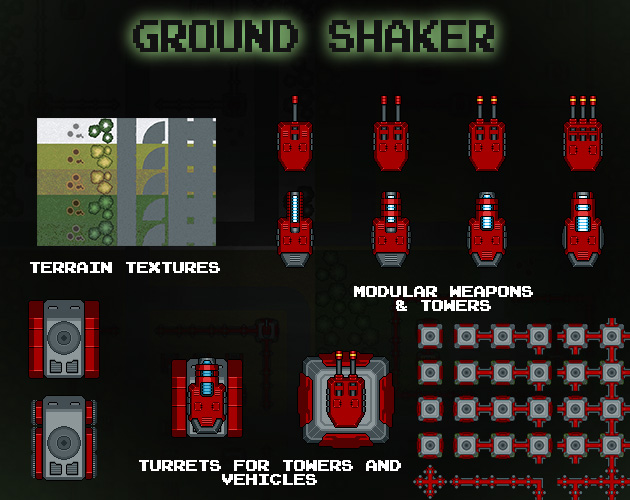 GROUND SHAKER
TERRAIN TEXTURES
MODULAR WEAPONS
& TOWERS
TURRETS FOR TOWERS AND
VEHICLES